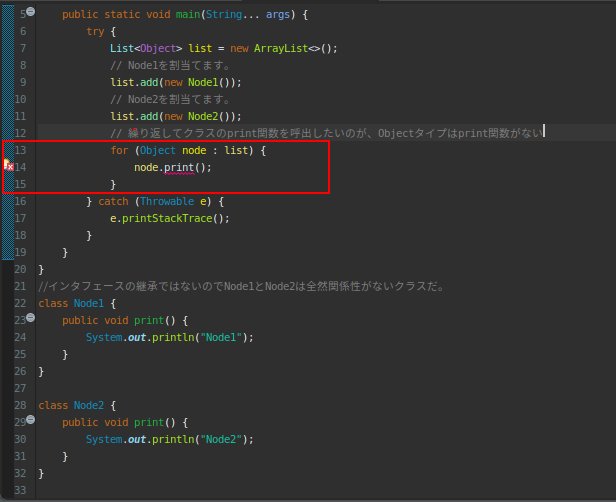 5 public static void main(String... args) {
6 try {
7 List<Object> list = new ArrayList<>();
8 // Node1を割当てます。
9 list.add(new Node1());
10 // Node2を割当てます。
11 list.add(new Node2());
12 // 繰り返してクラスのprint関数を呼出したいのが、Objectタイプはprint関数がない
13 for (Object node : list) {
14 node.print();
15 }
16 } catch (Throwable e) {
17 e.printStackTrace();
18 }
19 }
20 }
21 //インタフェースの継承ではないのでNode1とNode2は全然関係性がないクラスだ。
22 class Node1 {
23 public void print() {
24 System.out.println("Node1");
25 }
26 }
27
28 class Node2 {
29 public void print() {
30 System.out.println("Node2");
31 }
32 }
33